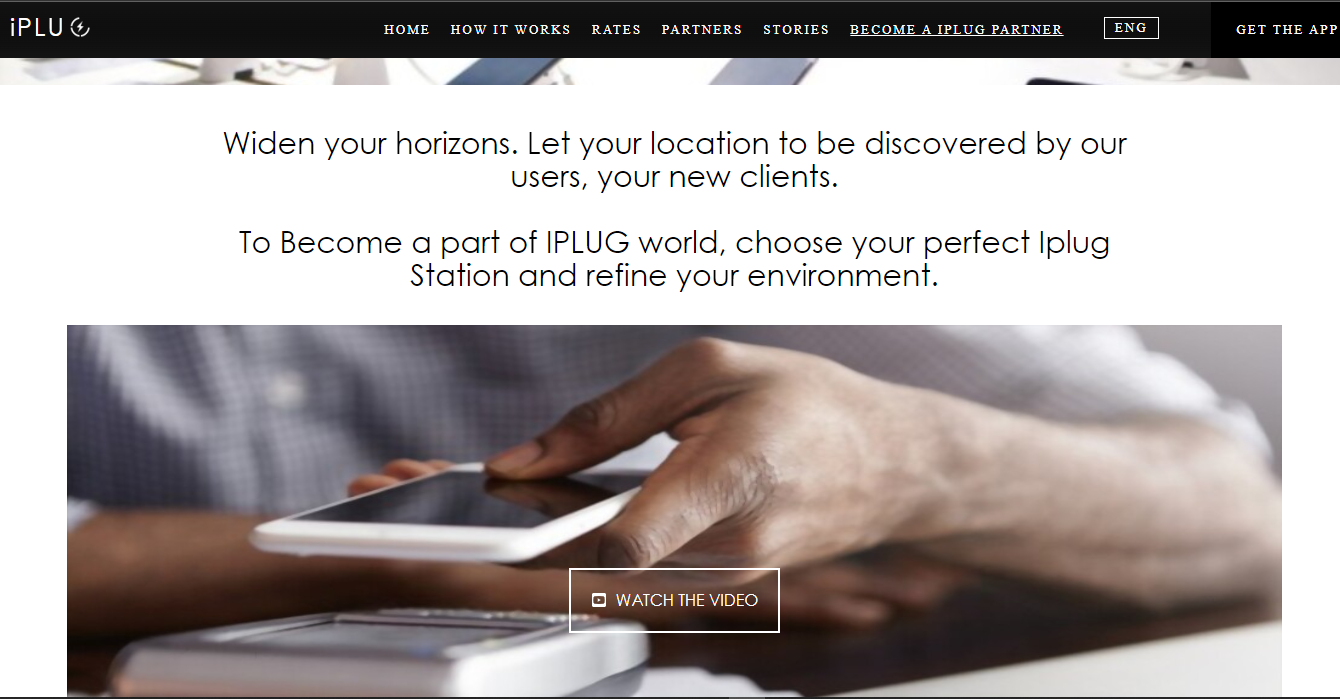 iPLU
HOME HOW IT WORKS RATES PARTNERS STORIES BECOME A IPLUG PARTNER ENG GET THE APP
Widen your horizons. Let your location to be discovered by our
users, your new clients.
To Become a part of IPLUG world, choose your perfect Iplug
Station and refine your environment.
WATCH THE VIDEO